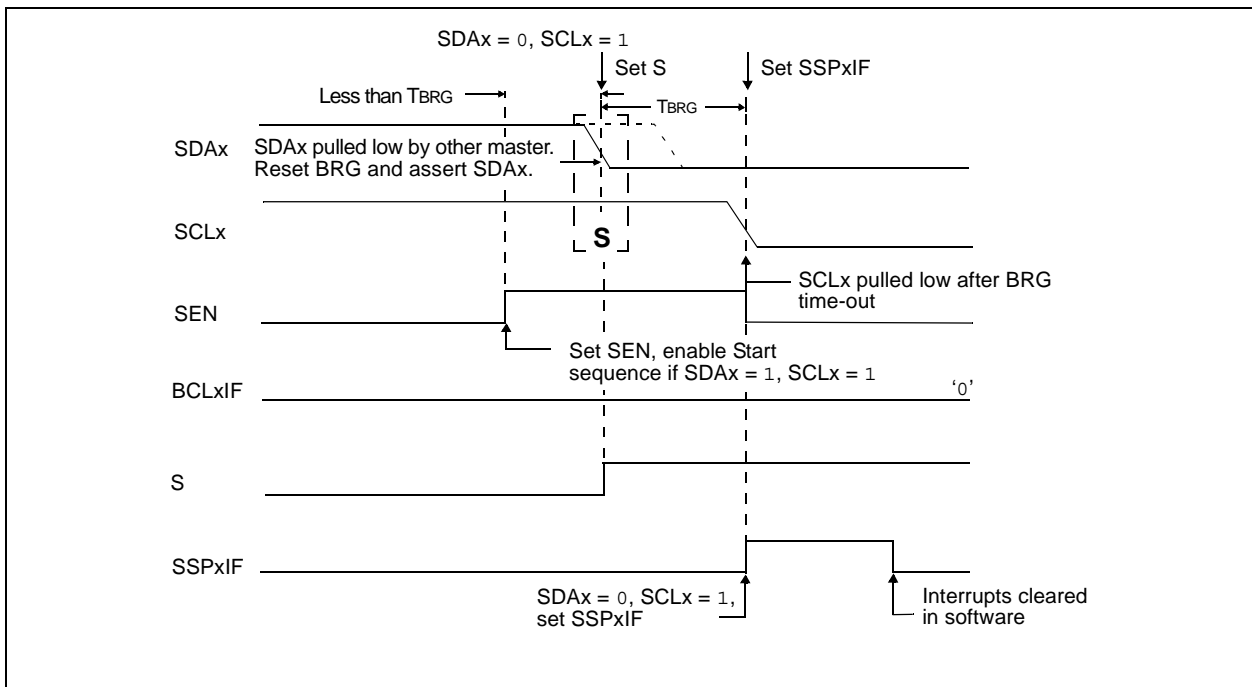 SDAx = 0, SCLx = 1
Set S
Set SSPxIF
Less than TBRG
TBRG
SDAx
SDAx pulled low by other master.
Reset BRG and assert SDAx.
SCLx
S
SCLx pulled low after BRG
time-out
SEN
Set SEN, enable Start
sequence if SDAx = 1, SCLx = 1
BCLxIF
‘0’
S
SSPxIF
SDAx = 0, SCLx = 1,
set SSPxIF
Interrupts cleared
in software